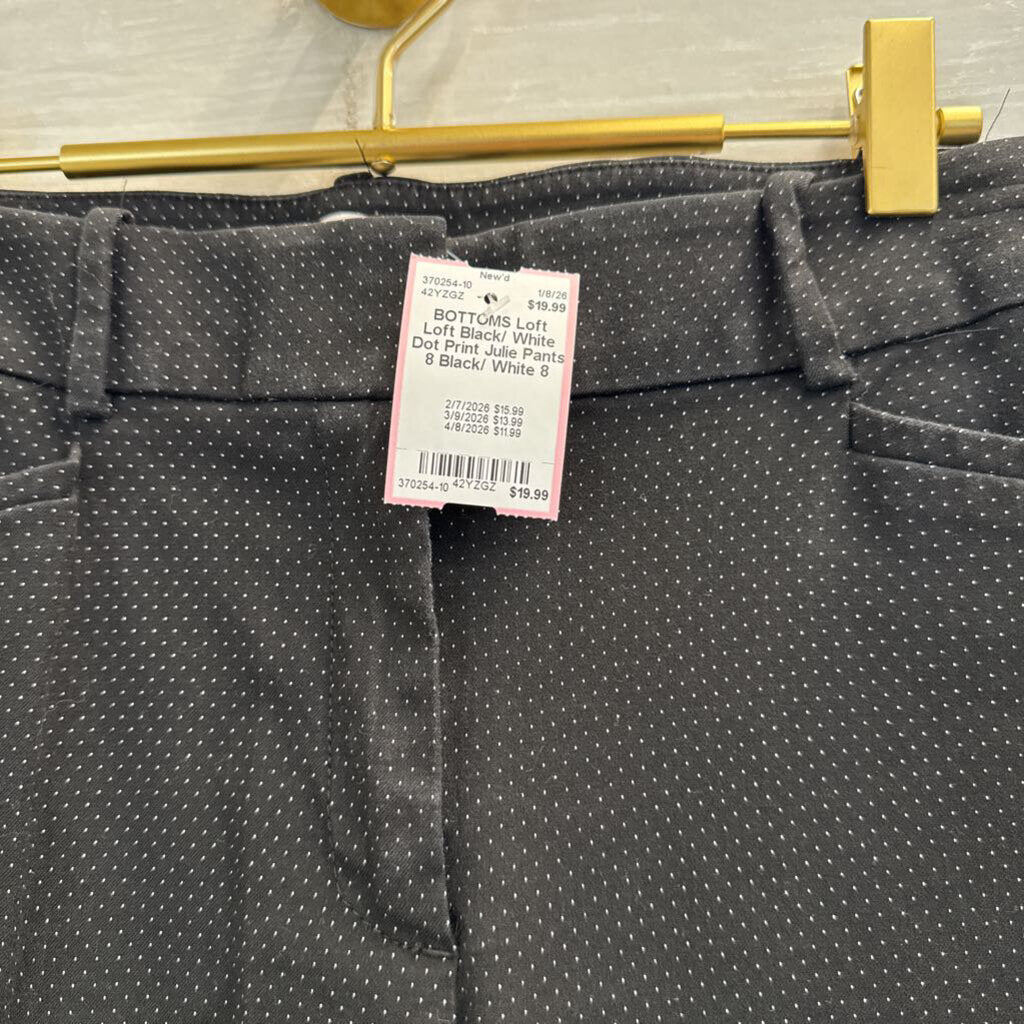 New'd
370254-10 1/8/26
42YZGZ - $19.99
BOTTOMS Loft
Loft Black/ White
Dot Print Julie Pants
8 Black/ White 8
2/7/2026 $15.99
3/9/2026 $13.99
4/8/2026 $11.99
370254-10 42YZGZ $19.99